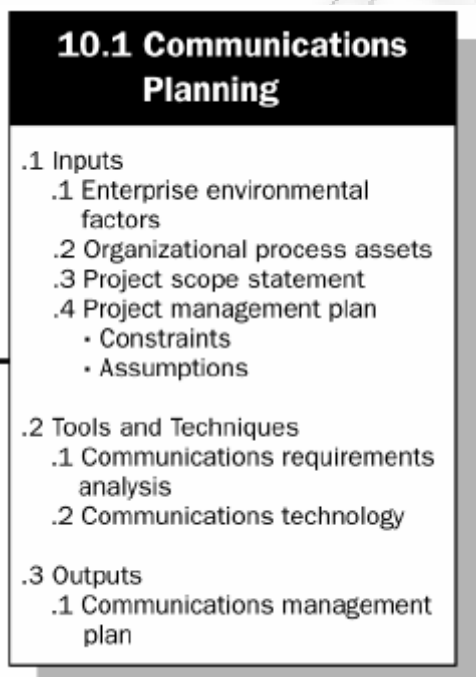 10.1 Communications
Planning
.1 Inputs
.1 Enterprise environmental
factors
.2 Organizational process assets
.3 Project scope statement
.4 Project management plan
• Constraints
• Assumptions
.2 Tools and Techniques
.1 Communications requirements
analysis
.2 Communications technology
.3 Outputs
.1 Communications management
plan